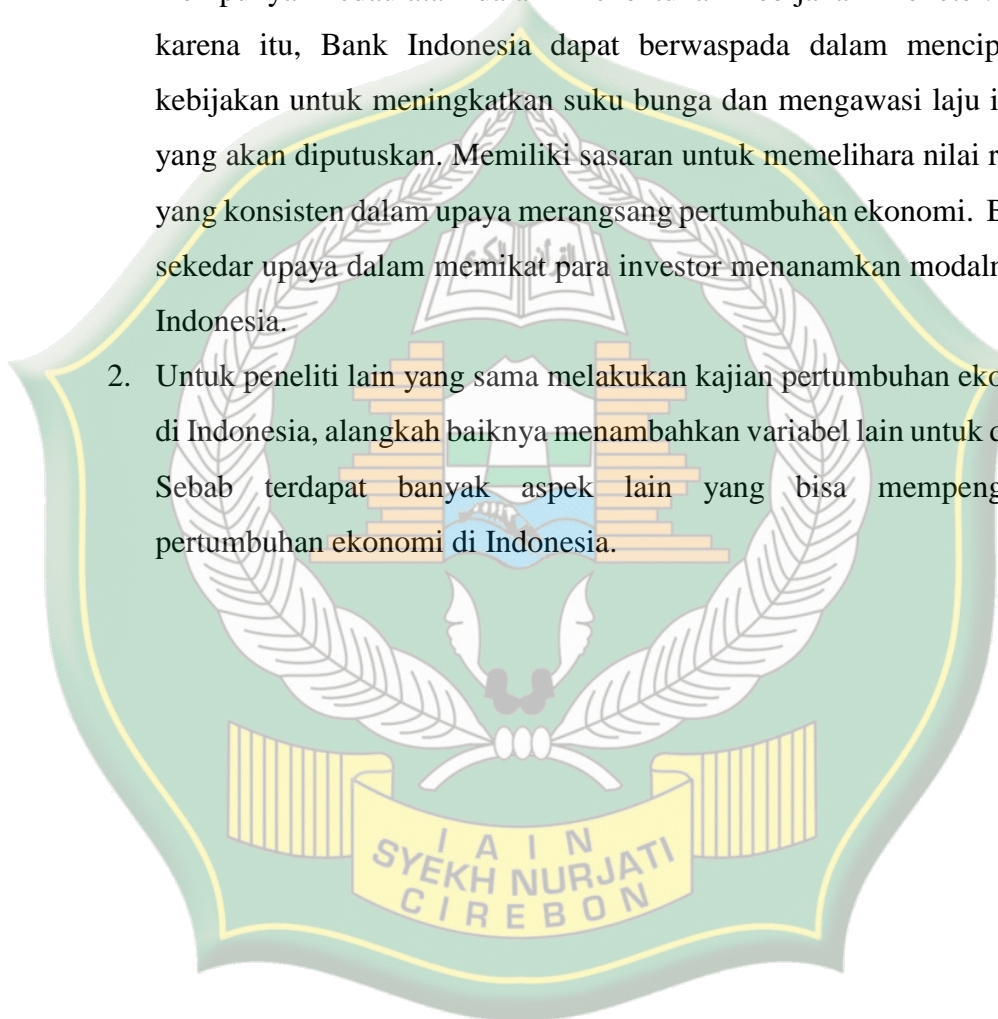 karena itu, Bank Indonesia dapat berwaspada dalam mencip
kebijakan untuk meningkatkan suku bunga dan mengawasi laju i
yang akan diputuskan. Memiliki sasaran untuk memelihara nilai r
yang konsisten dalam upaya merangsang pertumbuhan ekonomi. B
sekedar upaya dalam memikat para investor menanamkan modaln
Indonesia.
2. Untuk peneliti lain yang sama melakukan kajian pertumbuhan eko
di Indonesia, alangkah baiknya menambahkan variabel lain untuk d
Sebab terdapat banyak aspek lain yang bisa mempeng
pertumbuhan ekonomi di Indonesia.
القرآن الكريم
IAIN
SYEKH NURJATI
CIREBON